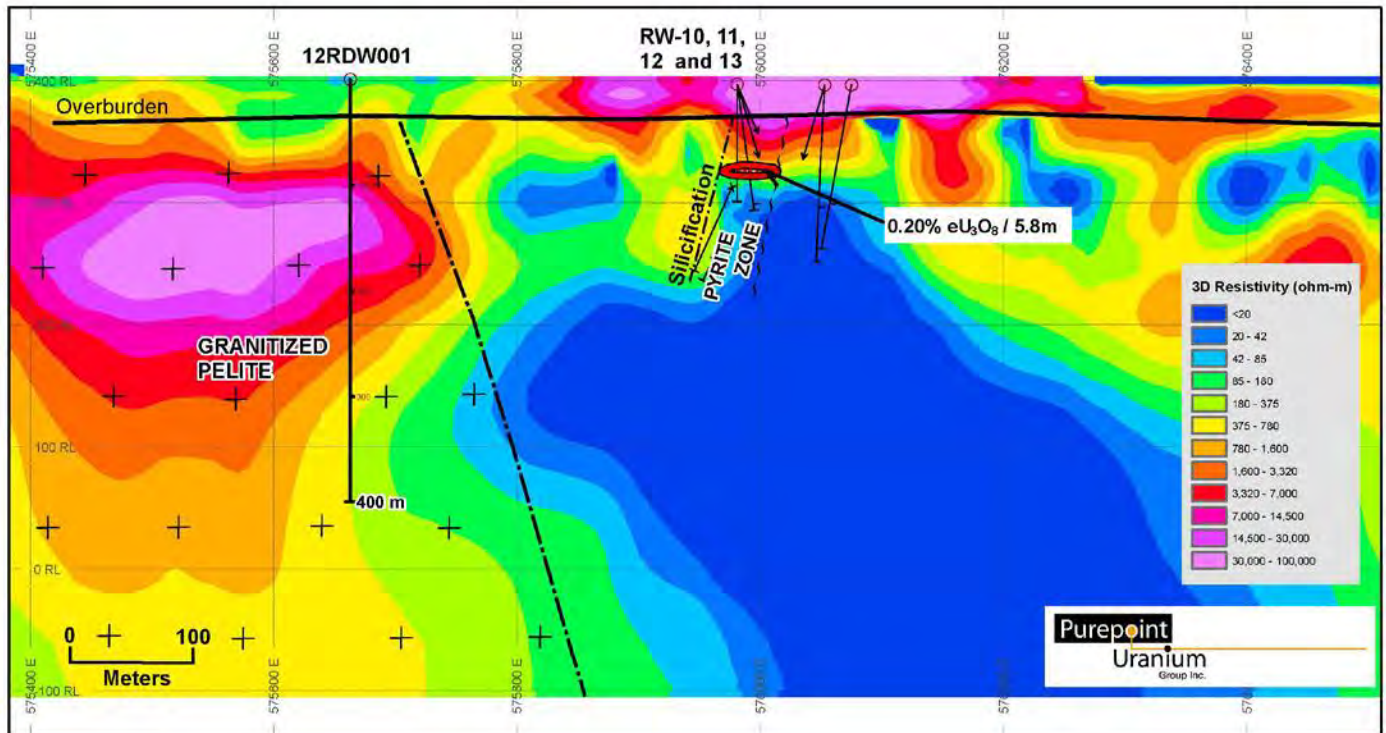 575400 E
575600 E
575800 E
576000 E
576200 E
576400 E
12RDW001
RW-10, 11,
12 and 13
400 RL
Overburden
Silicification
PYRITE
ZONE
0.20% eU₃O₈ / 5.8m
GRANITIZED
PELITE
300
100 RL
400 m
0 RL
0 100
Meters
575400 E
575600 E
575800 E
576200 E
576400 E
3D Resistivity (ohm-m)
<20
20 - 42
42 - 85
85 - 180
180 - 375
375 - 780
780 - 1,600
1,600 - 3,320
3,320 - 7,000
7,000 - 14,500
14,500 - 30,000
30,000 - 100,000
Purepoint
Uranium
Group Inc.